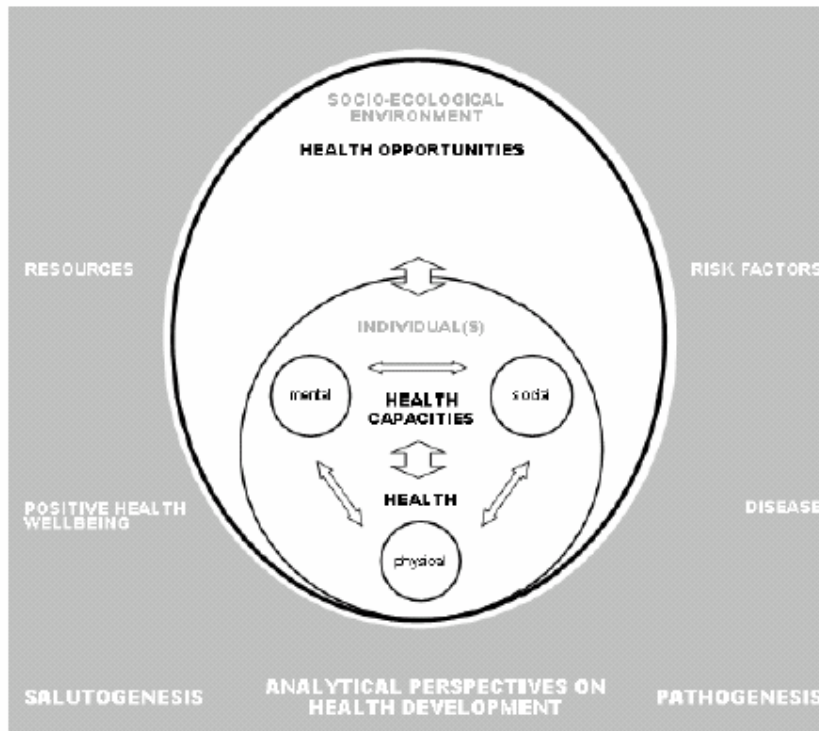 SOCIO-ECOLOGICAL
ENVIRONMENT
HEALTH OPPORTUNITIES
RESOURCES
RISK FACTORS
INDIVIDUAL(S)
mental
social
HEALTH
CAPACITIES
HEALTH
POSITIVE HEALTH
WELLBEING
DISEASE
physical
SALUTOGENESIS
ANALYTICAL PERSPECTIVES ON
HEALTH DEVELOPMENT
PATHOGENESIS